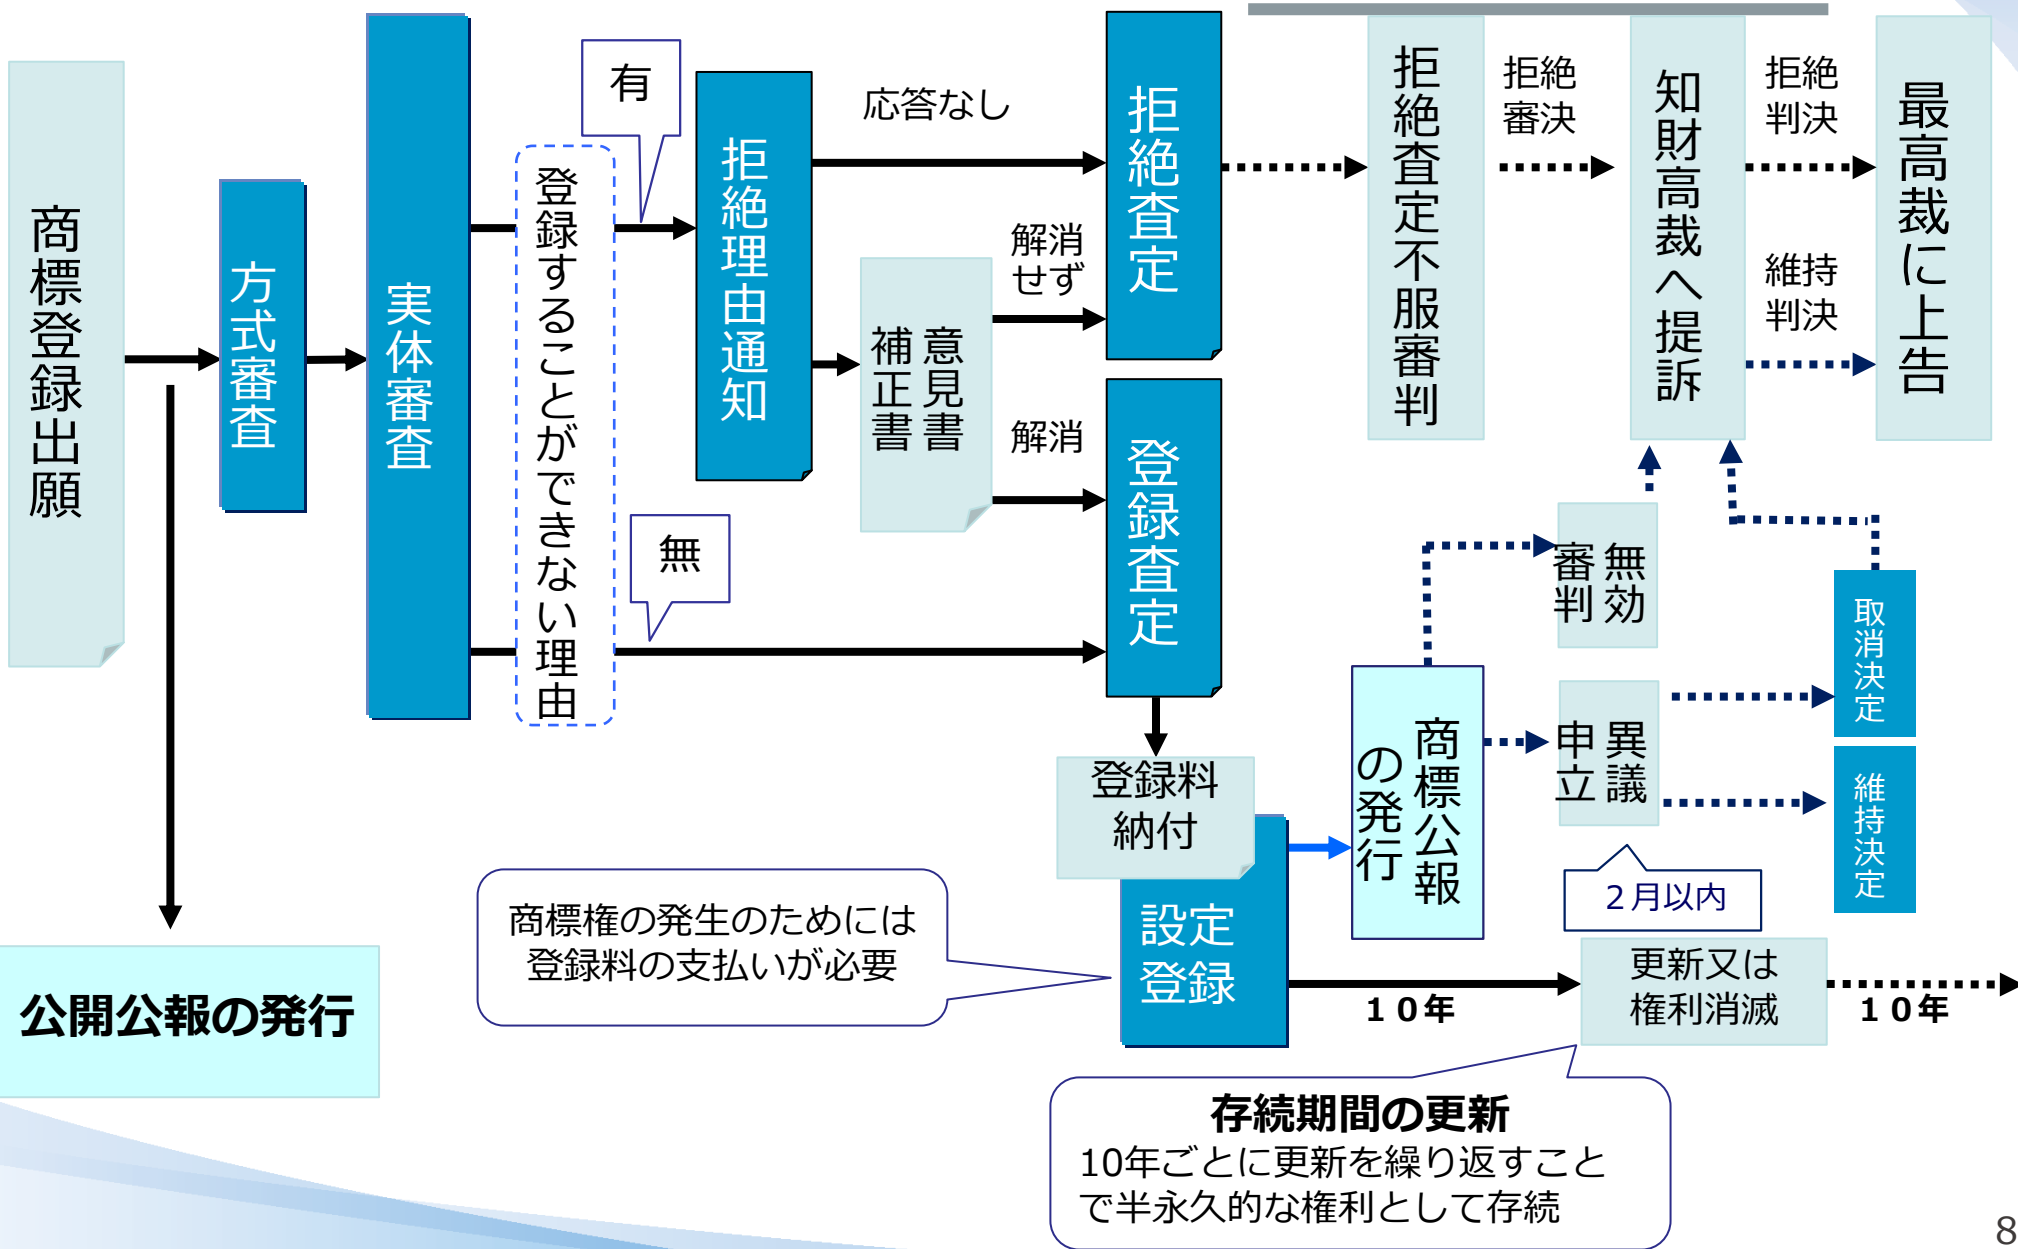 商標登録出願
方式審査
実体審査
登録することができない理由
有
無
拒絶理由通知
応答なし
意見書
補正書
解消
せず
解消
拒絶査定
登録査定
拒絶査定不服審判
拒絶
審決
知財高裁へ提訴
拒絶
判決
維持
判決
最高裁に上告
無効
審判
異議
申立
取消決定
維持決定
２月以内
商標公報
の発行
登録料
納付
設定
登録
商標権の発生のためには
登録料の支払いが必要
１０年
更新又は
権利消滅
１０年
公開公報の発行
存続期間の更新
10年ごとに更新を繰り返すこと
で半永久的な権利として存続
8